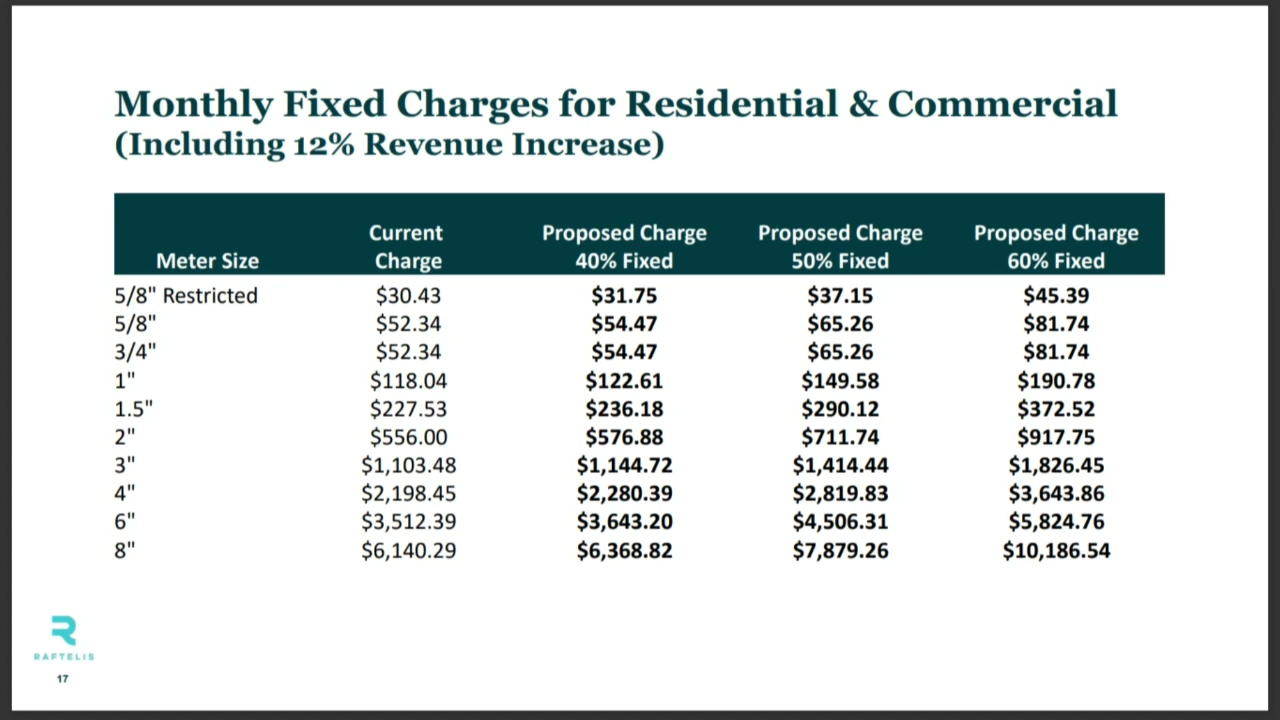 Monthly Fixed Charges for Residential & Commercial
(Including 12% Revenue Increase)
Meter Size Current Charge Proposed Charge 40% Fixed Proposed Charge 50% Fixed Proposed Charge 60% Fixed
5/8" Restricted $30.43 $31.75 $37.15 $45.39
5/8" $52.34 $54.47 $65.26 $81.74
3/4" $52.34 $54.47 $65.26 $81.74
1" $118.04 $122.61 $149.58 $190.78
1.5" $227.53 $236.18 $290.12 $372.52
2" $556.00 $576.88 $711.74 $917.75
3" $1,103.48 $1,144.72 $1,414.44 $1,826.45
4" $2,198.45 $2,280.39 $2,819.83 $3,643.86
6" $3,512.39 $3,643.20 $4,506.31 $5,824.76
8" $6,140.29 $6,368.82 $7,879.26 $10,186.54
RAFTELIS
17